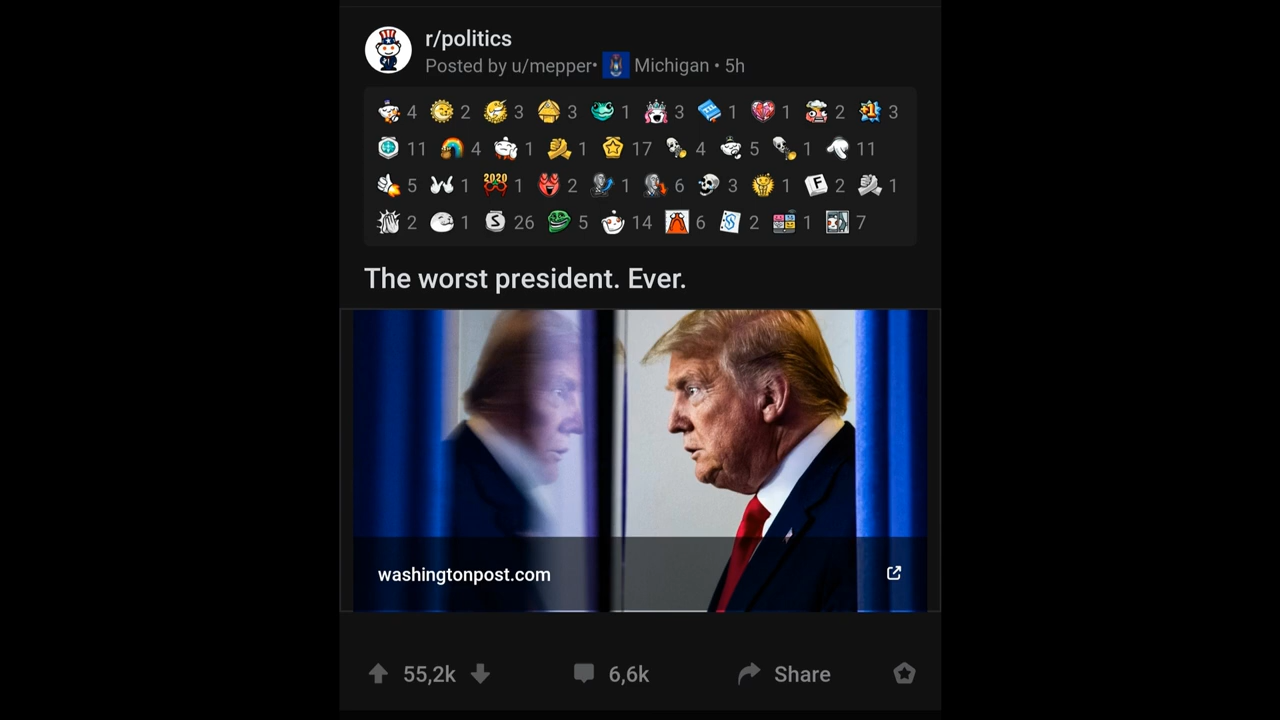 r/politics
Posted by u/mepper• Michigan • 5h
4 2 3 3 1 3 1 1 2 3
11 4 1 1 17 4 5 1 11
5 1 2020 1 2 1 6 3 1 F 2 1
2 1 S 26 5 14 6 2 1 7
The worst president. Ever.
washingtonpost.com
55,2k 6,6k Share